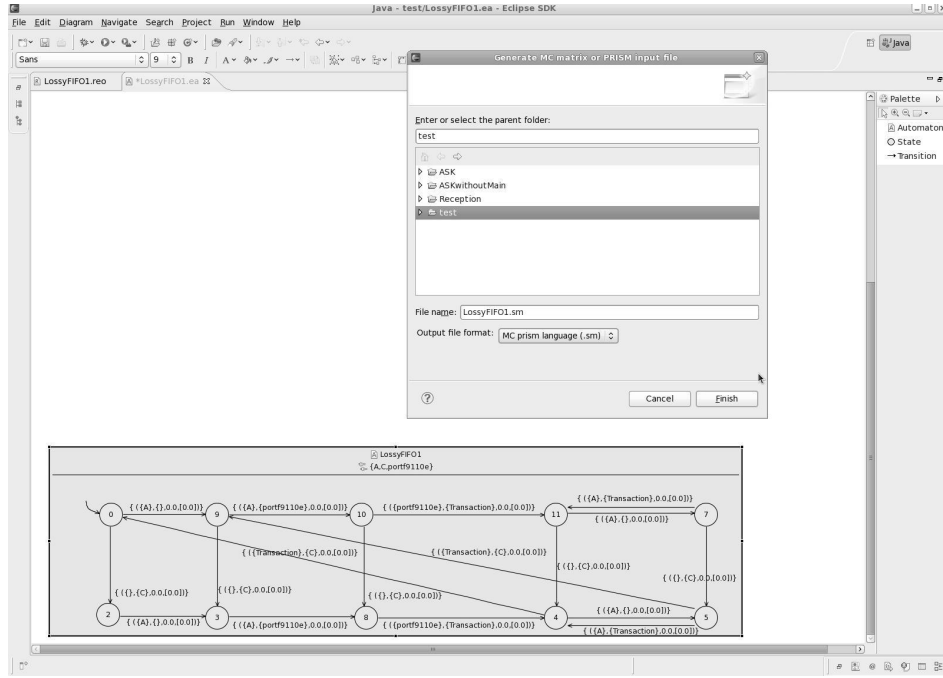 Java - test/LossyFIFO1.ea - Eclipse SDK
File Edit Diagram Navigate Search Project Run Window Help
Java
Sans 9 B I A
LossyFIFO1.reo *LossyFIFO1.ea
Palette
Automaton
State
Transition
Generate MC matrix or PRISM input file
Enter or select the parent folder:
test
ASK
ASKwithoutMain
Reception
test
File name: LossyFIFO1.sm
Output file format: MC prism language (.sm)
? Cancel Finish
LossyFIFO1
{A,C,portf9110e}
{ ({A},{Transaction},0.0,[0.0])}
0 { ({A},{},0.0,[0.0])} 9 { ({A},{portf9110e},0.0,[0.0])} 10 { ({portf9110e},{Transaction},0.0,[0.0])} 11 7
{ ({A},{},0.0,[0.0])}
{ ({Transaction},{C},0.0,[0.0])} { ({Transaction},{C},0.0,[0.0])}
{ ({},{C},0.0,[0.0])}
{ ({},{C},0.0,[0.0])}
{ ({},{C},0.0,[0.0])} { ({},{C},0.0,[0.0])} { ({},{C},0.0,[0.0])}
2 3 8 4 { ({A},{},0.0,[0.0])} 5
{ ({A},{},0.0,[0.0])} { ({A},{portf9110e},0.0,[0.0])} { ({portf9110e},{Transaction},0.0,[0.0])} { ({A},{Transaction},0.0,[0.0])}